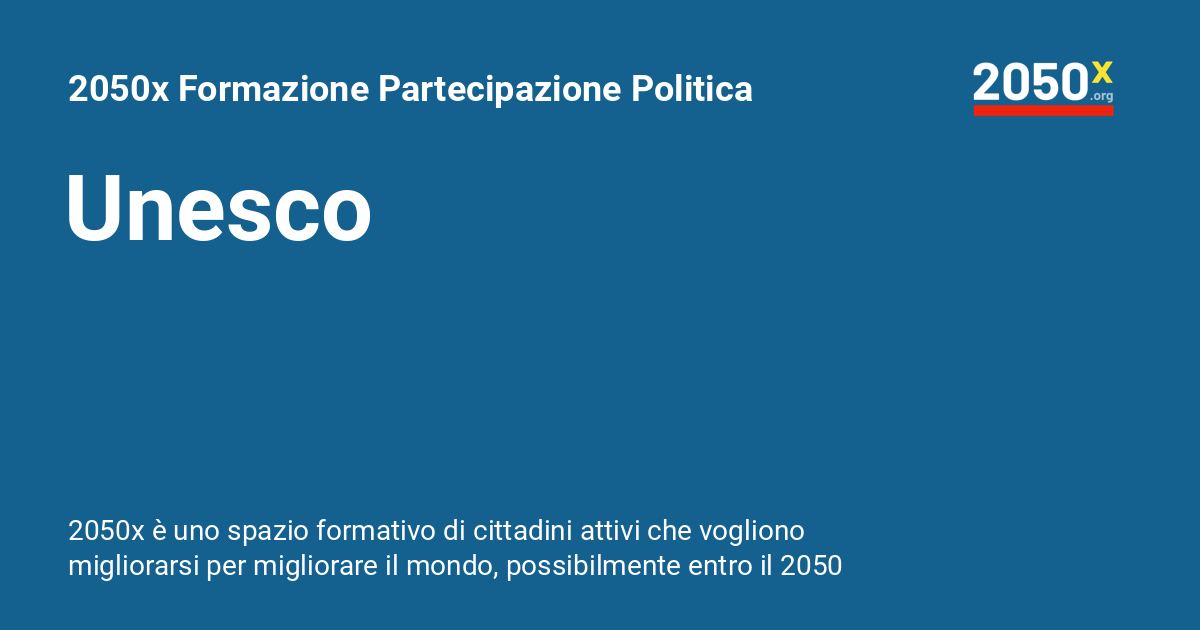 2050x Formazione Partecipazione Politica
2050x
.org
Unesco
2050x è uno spazio formativo di cittadini attivi che vogliono
migliorarsi per migliorare il mondo, possibilmente entro il 2050